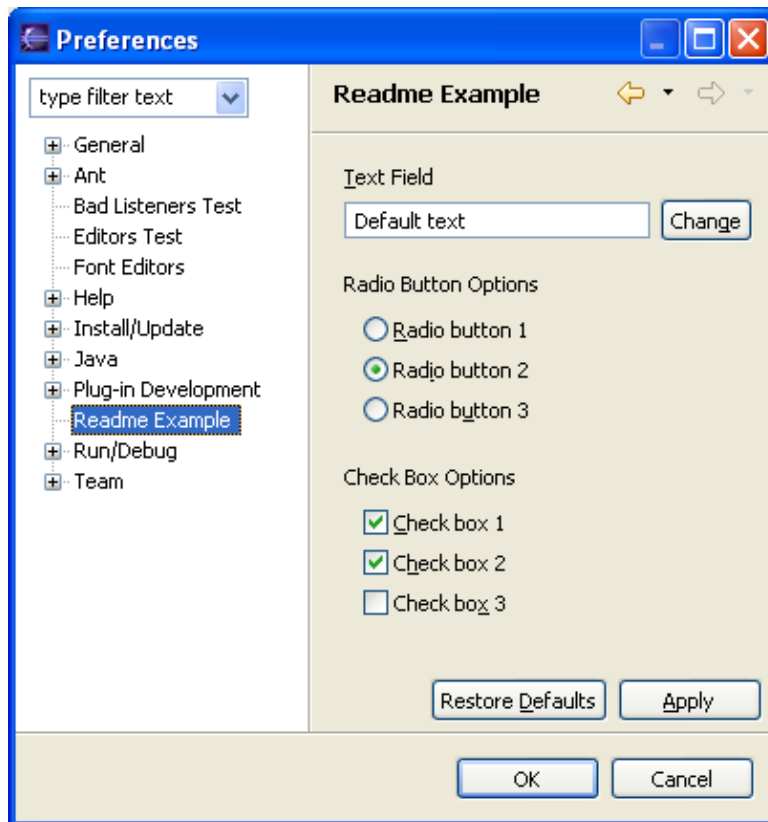 Preferences
type filter text
General
Ant
Bad Listeners Test
Editors Test
Font Editors
Help
Install/Update
Java
Plug-in Development
Readme Example
Run/Debug
Team
Readme Example
Text Field
Default text
Change
Radio Button Options
Radio button 1
Radio button 2
Radio button 3
Check Box Options
Check box 1
Check box 2
Check box 3
Restore Defaults
Apply
OK
Cancel